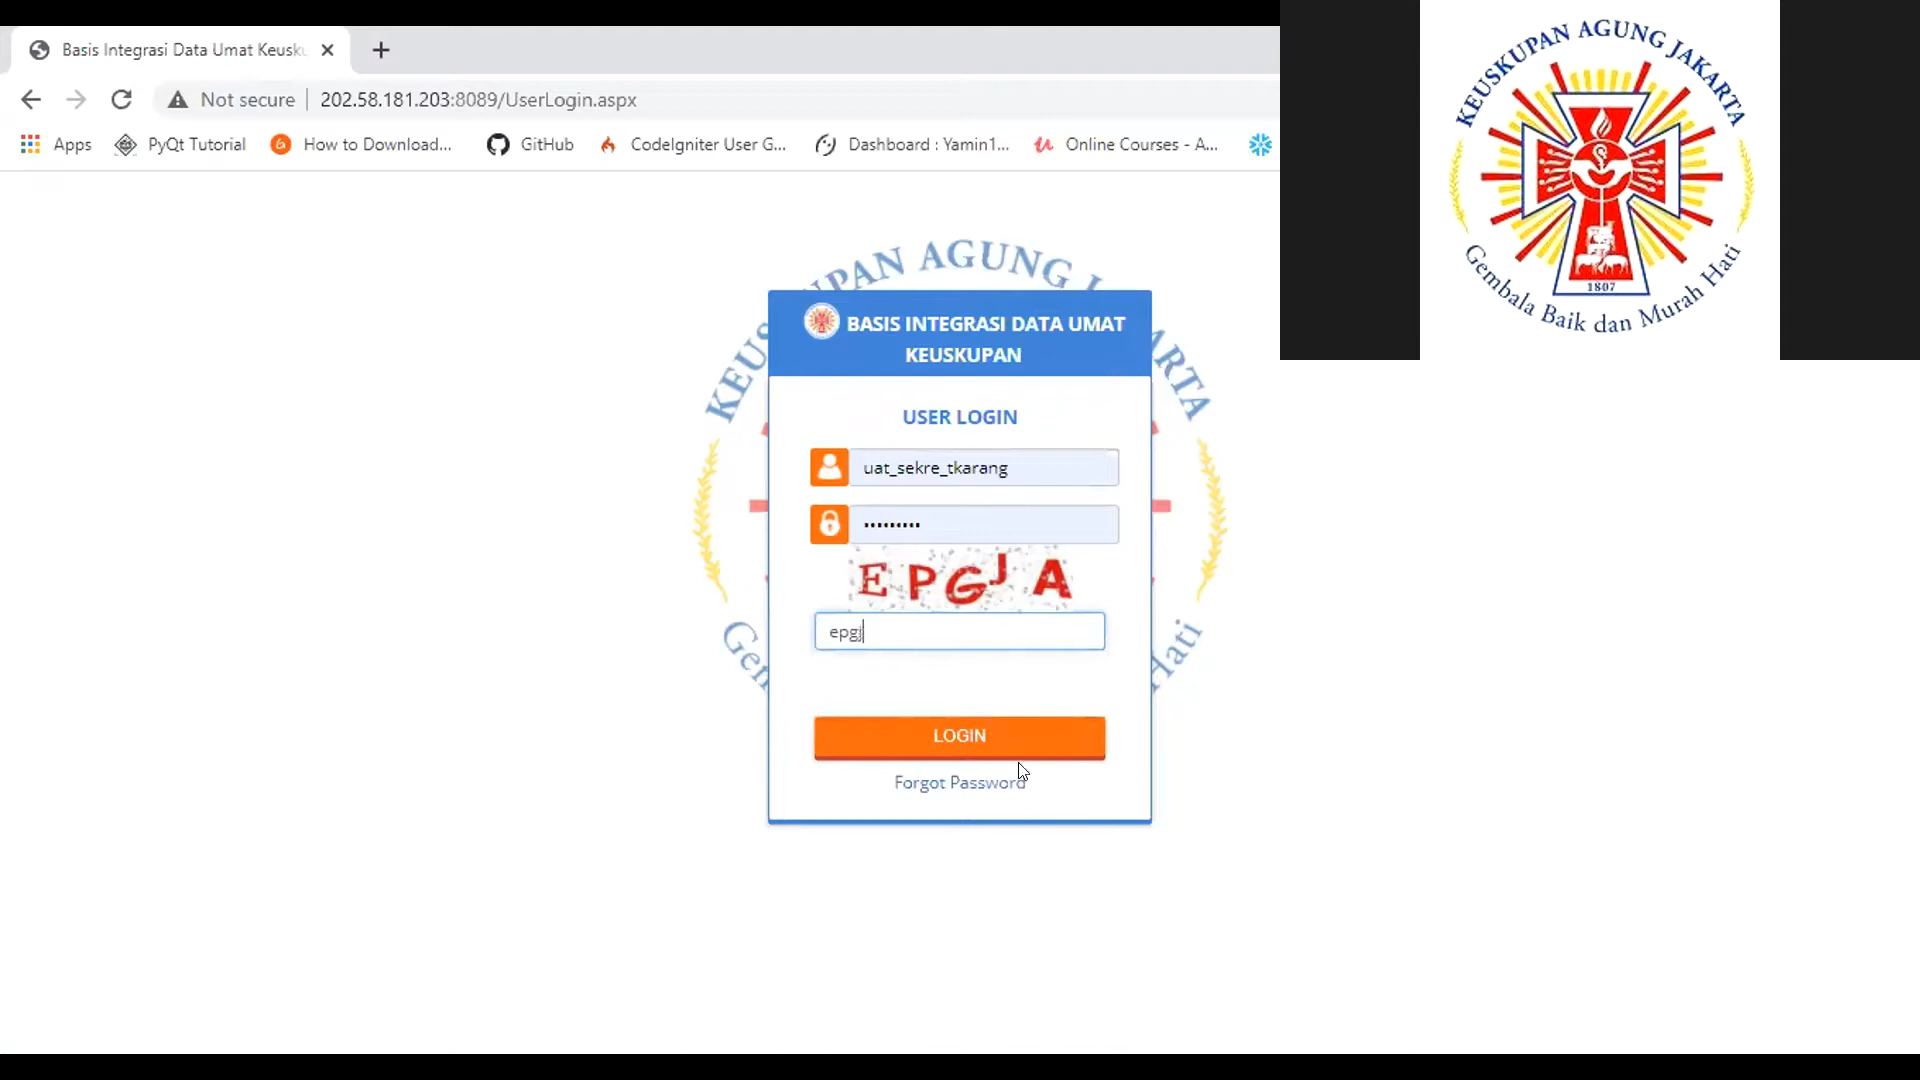 Basis Integrasi Data Umat Keusk
Not secure
202.58.181.203:8089/UserLogin.aspx
Apps
PyQt Tutorial
How to Download...
GitHub
CodeIgniter User G...
Dashboard : Yamin1...
Online Courses - A...
KEUSKUPAN AGUNG JAKARTA
1807
Gembala Baik dan Murah Hati
BASIS INTEGRASI DATA UMAT
KEUSKUPAN
USER LOGIN
uat_sekre_tkarang
•••••••••
E P G J A
epgj
LOGIN
Forgot Password